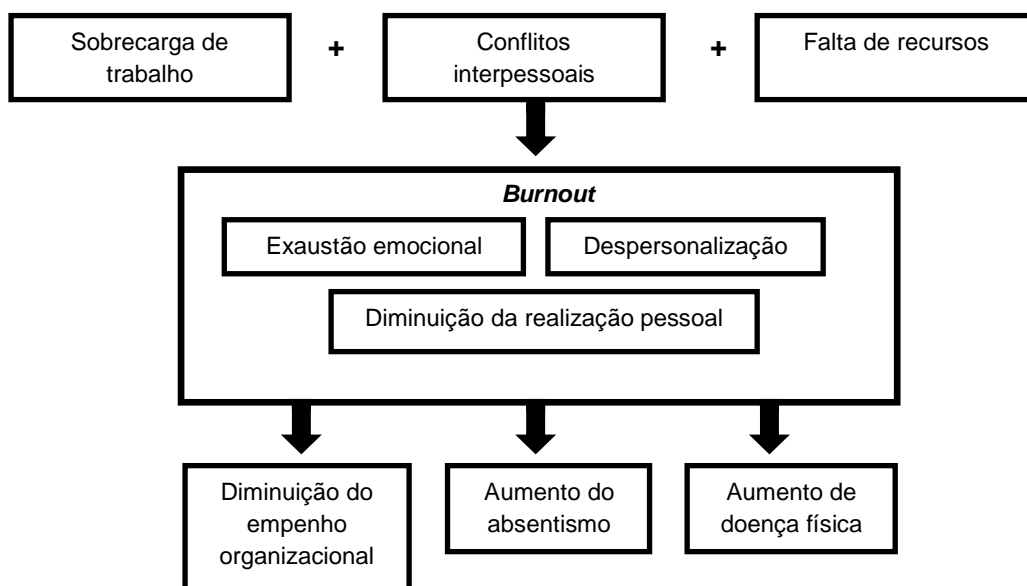 Sobrecarga de
trabalho
+
Conflitos
interpessoais
+
Falta de recursos
Burnout
Exaustão emocional
Despersonalização
Diminuição da realização pessoal
Diminuição do
empenho
organizacional
Aumento do
absentismo
Aumento de
doença física